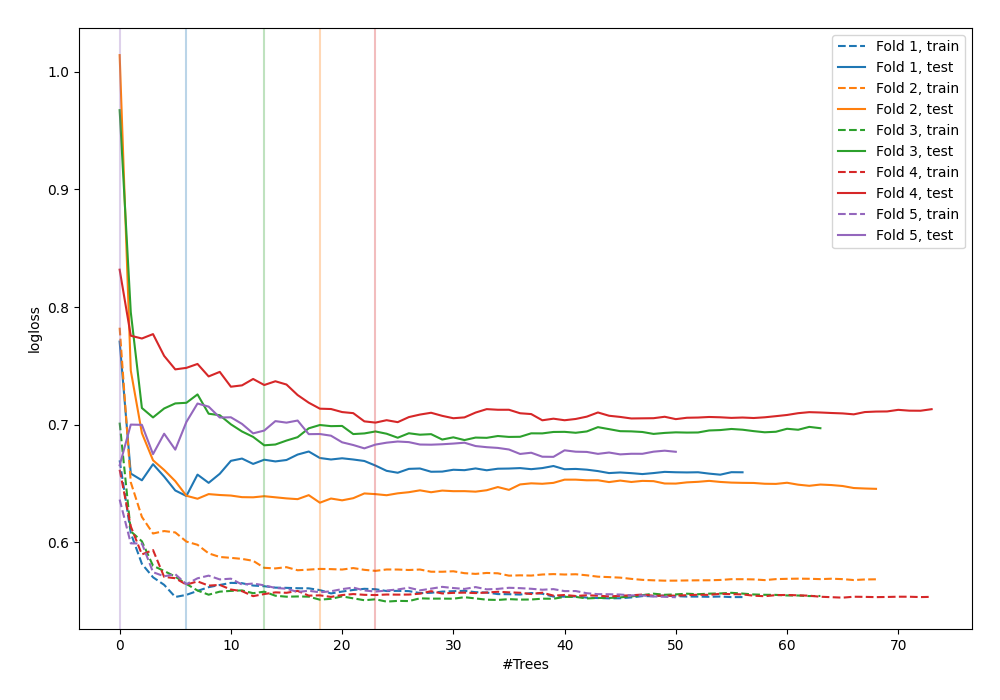 1.0
0.9
0.8
0.7
0.6
logloss
0
10
20
30
40
50
60
70
#Trees
Fold 1, train
Fold 1, test
Fold 2, train
Fold 2, test
Fold 3, train
Fold 3, test
Fold 4, train
Fold 4, test
Fold 5, train
Fold 5, test